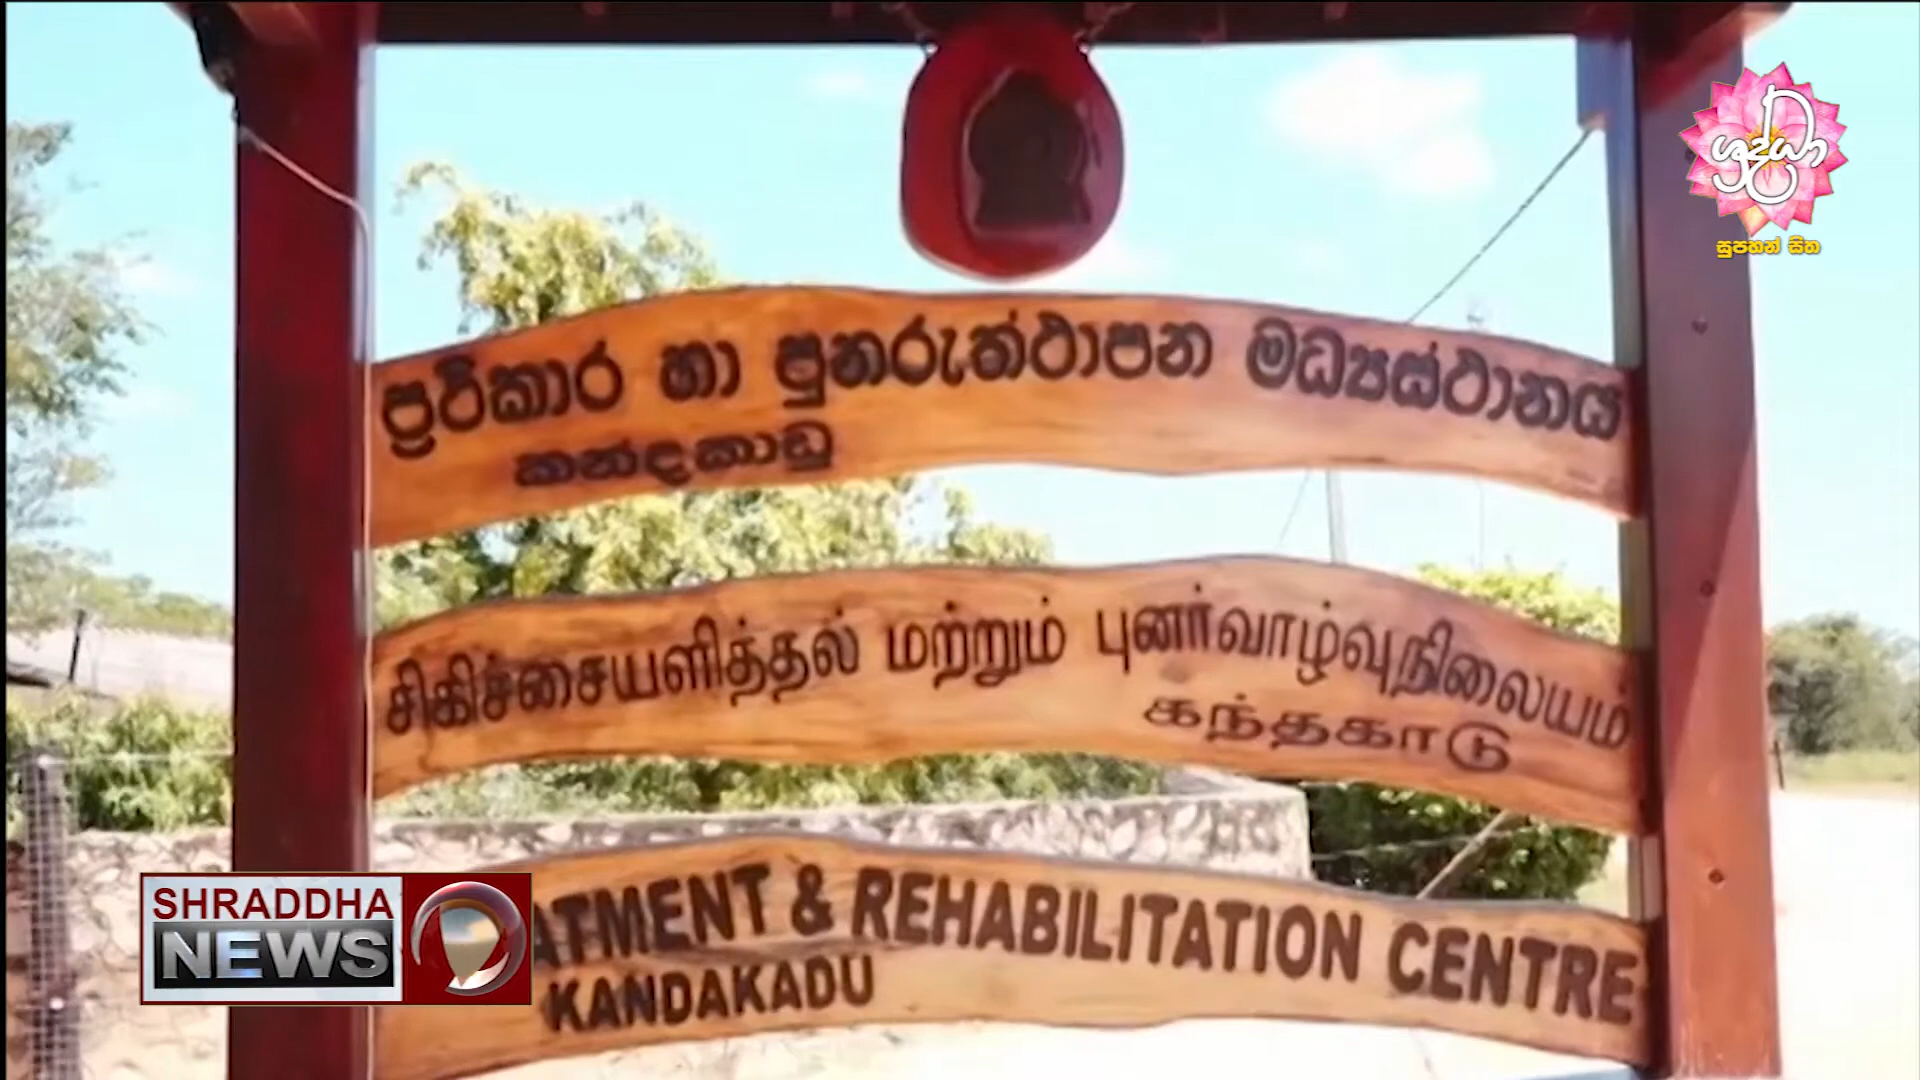 ශ්‍රද්ධා
සුපහන් සිත
ප්‍රතිකාර හා පුනරුත්ථාපන මධ්‍යස්ථානය
කන්දකාඩු
சிகிச்சையளித்தல் மற்றும் புனர்வாழ்வுநிலையம்
கந்தகாடு
ATMENT & REHABILITATION CENTRE
KANDAKADU
SHRADDHA
NEWS